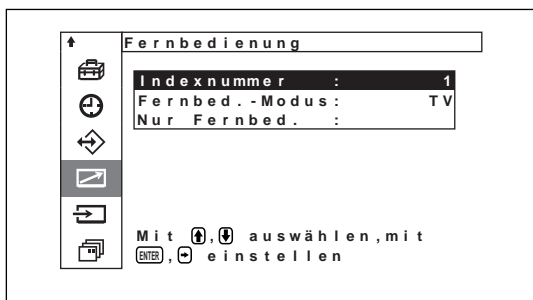 Fernbedienung
Indexnummer : 1
Fernbed.-Modus: TV
Nur Fernbed. :
Mit ↑,↓ auswählen,mit
ENTER,→ einstellen